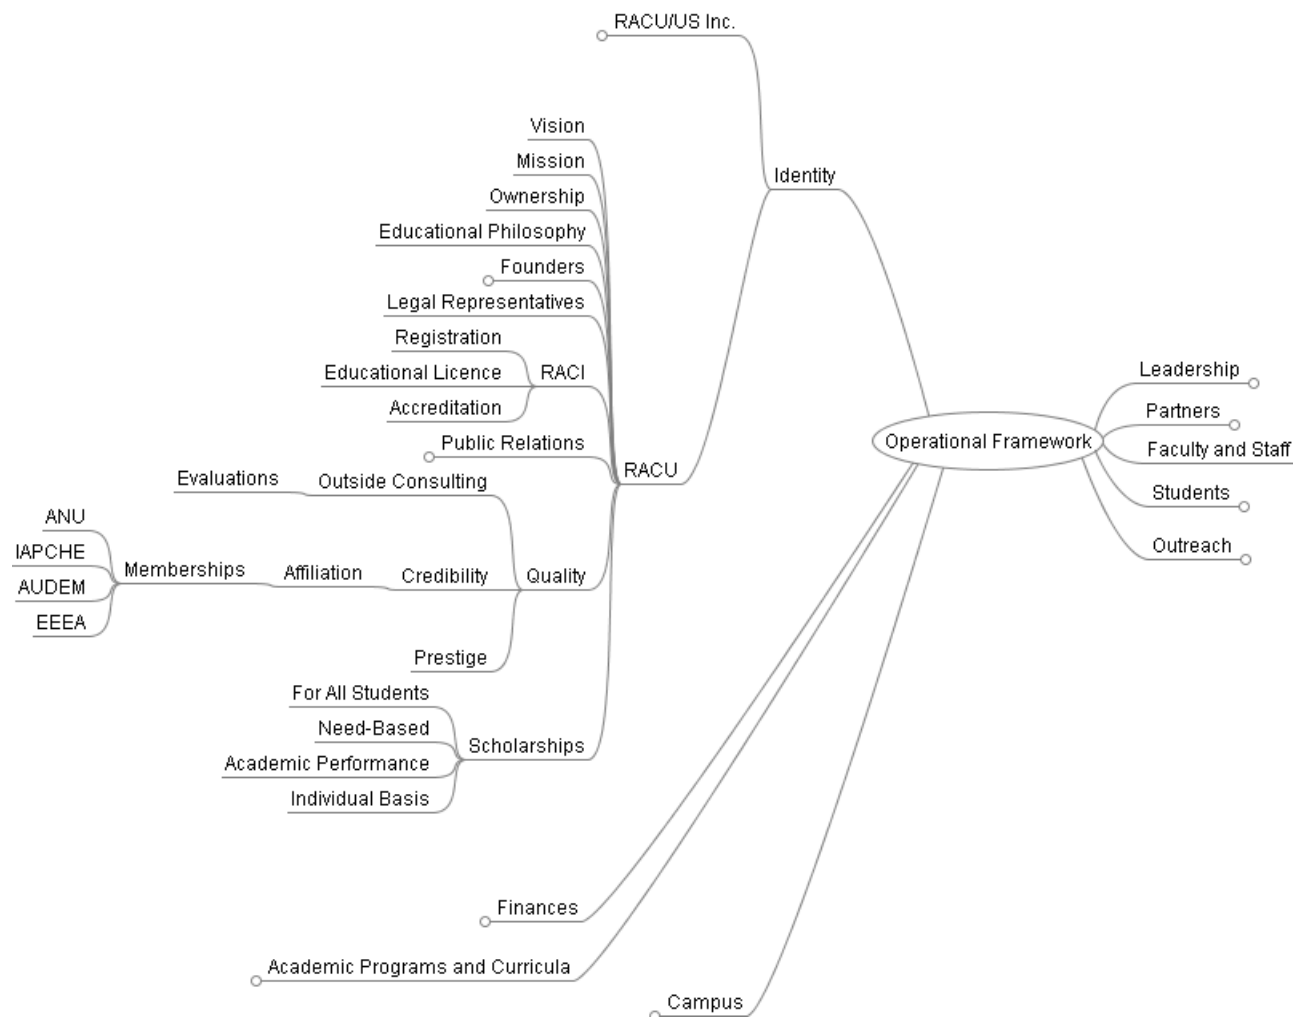 RACU/US Inc.
Vision
Mission
Identity
Ownership
Educational Philosophy
Founders
Legal Representatives
Registration
Educational Licence
RACI
Accreditation
Public Relations
RACU
Evaluations
Outside Consulting
ANU
IAPCHE
Memberships
Affiliation
Credibility
Quality
AUDEM
EEEA
Prestige
For All Students
Need-Based
Scholarships
Academic Performance
Individual Basis
Finances
Academic Programs and Curricula
Campus
Operational Framework
Leadership
Partners
Faculty and Staff
Students
Outreach